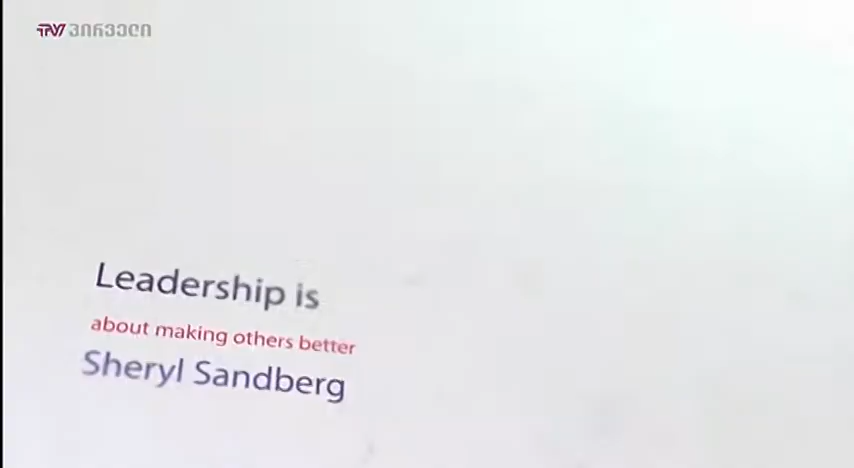 TV პირველი
Leadership is
about making others better
Sheryl Sandberg